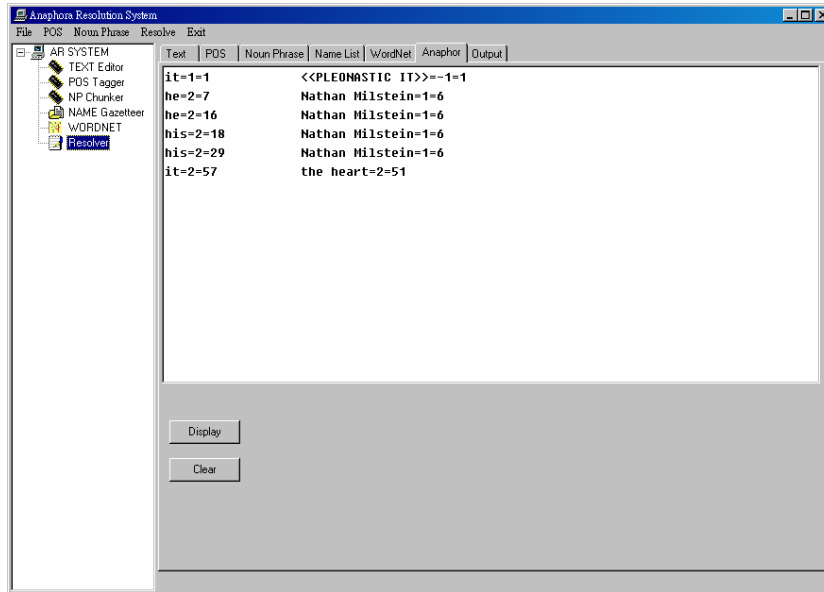 Anaphora Resolution System
File POS Noun Phrase Resolve Exit
AR SYSTEM
TEXT Editor
POS Tagger
NP Chunker
NAME Gazetteer
WORDNET
Resolver
Text POS Noun Phrase Name List WordNet Anaphor Output
it=1=1 <<PLEONASTIC IT>>=-1=1
he=2=7 Nathan Milstein=1=6
he=2=16 Nathan Milstein=1=6
his=2=18 Nathan Milstein=1=6
his=2=29 Nathan Milstein=1=6
it=2=57 the heart=2=51
Display
Clear